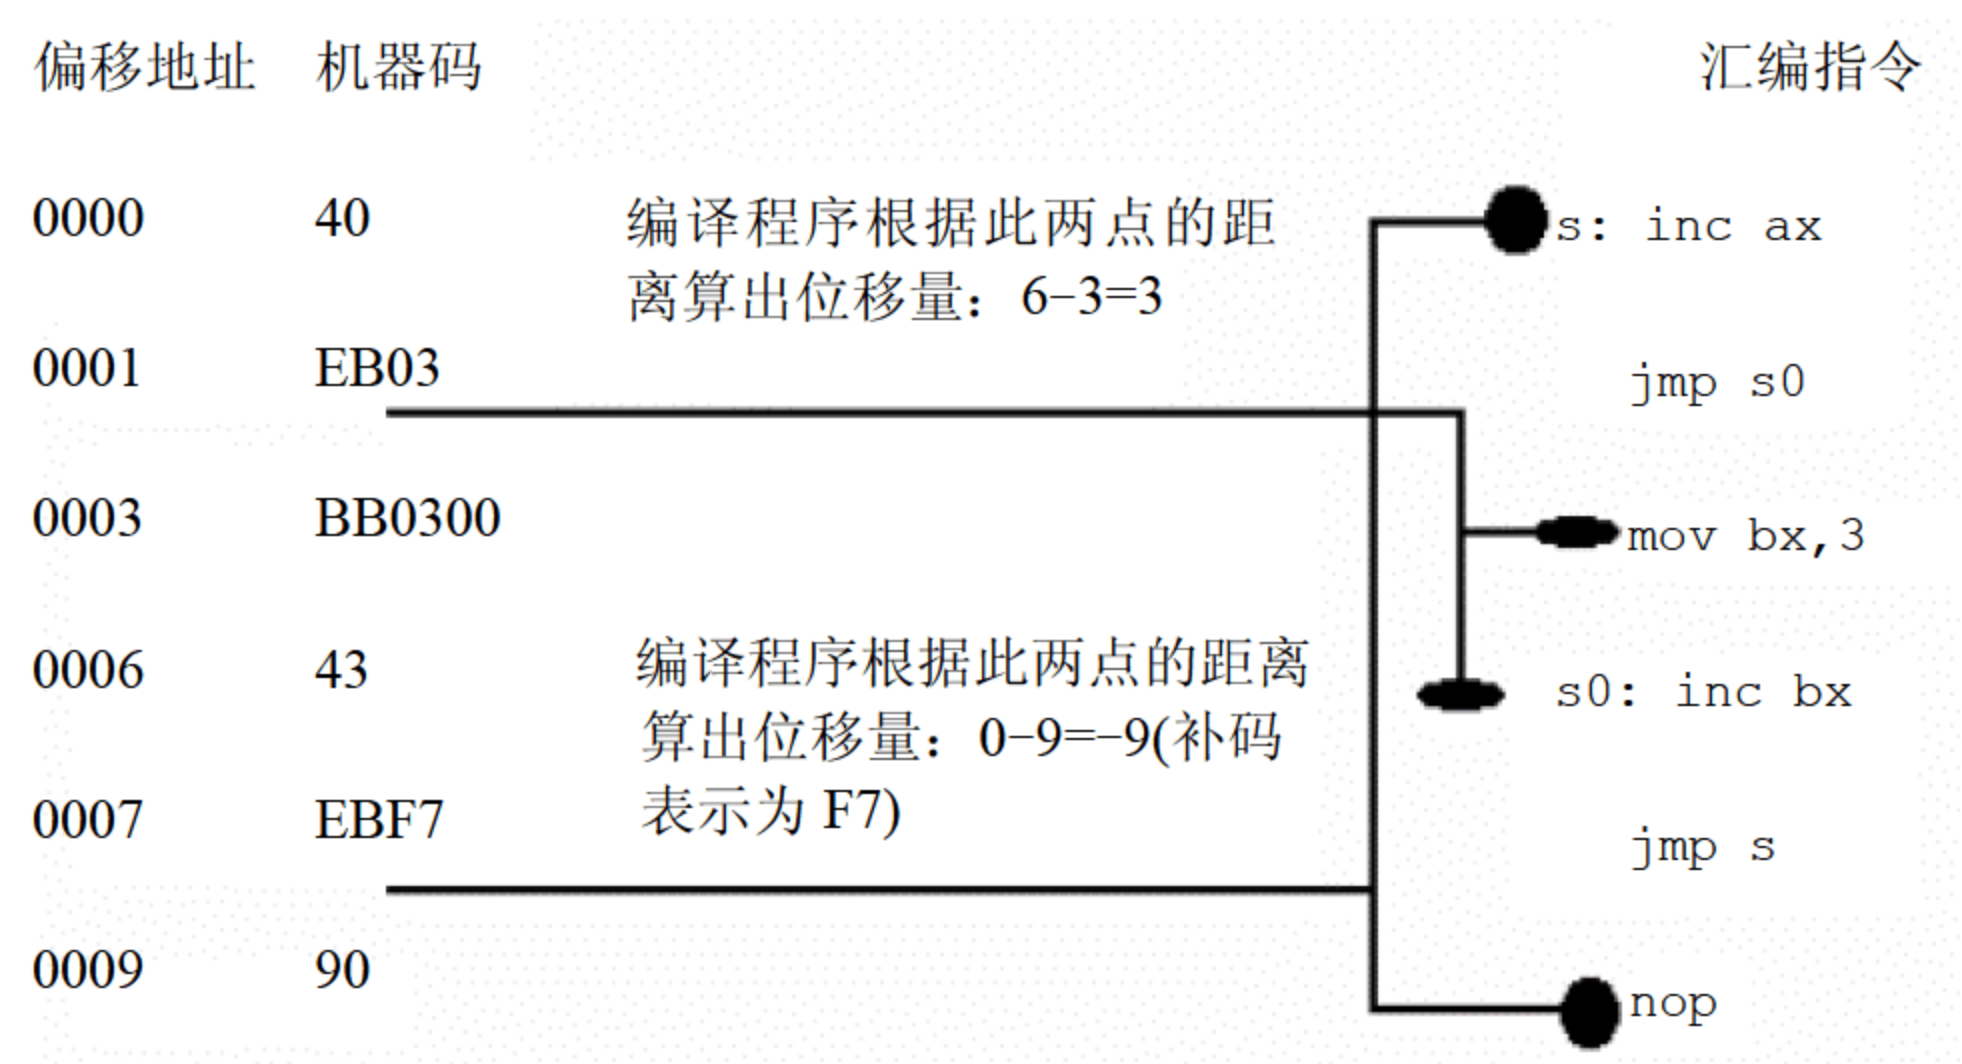 偏移地址 机器码 汇编指令
0000 40 编译程序根据此两点的距 s: inc ax
离算出位移量：6−3=3
0001 EB03 jmp s0
0003 BB0300 mov bx,3
0006 43 编译程序根据此两点的距离 s0: inc bx
算出位移量：0−9=−9(补码
表示为 F7)
0007 EBF7 jmp s
0009 90 nop